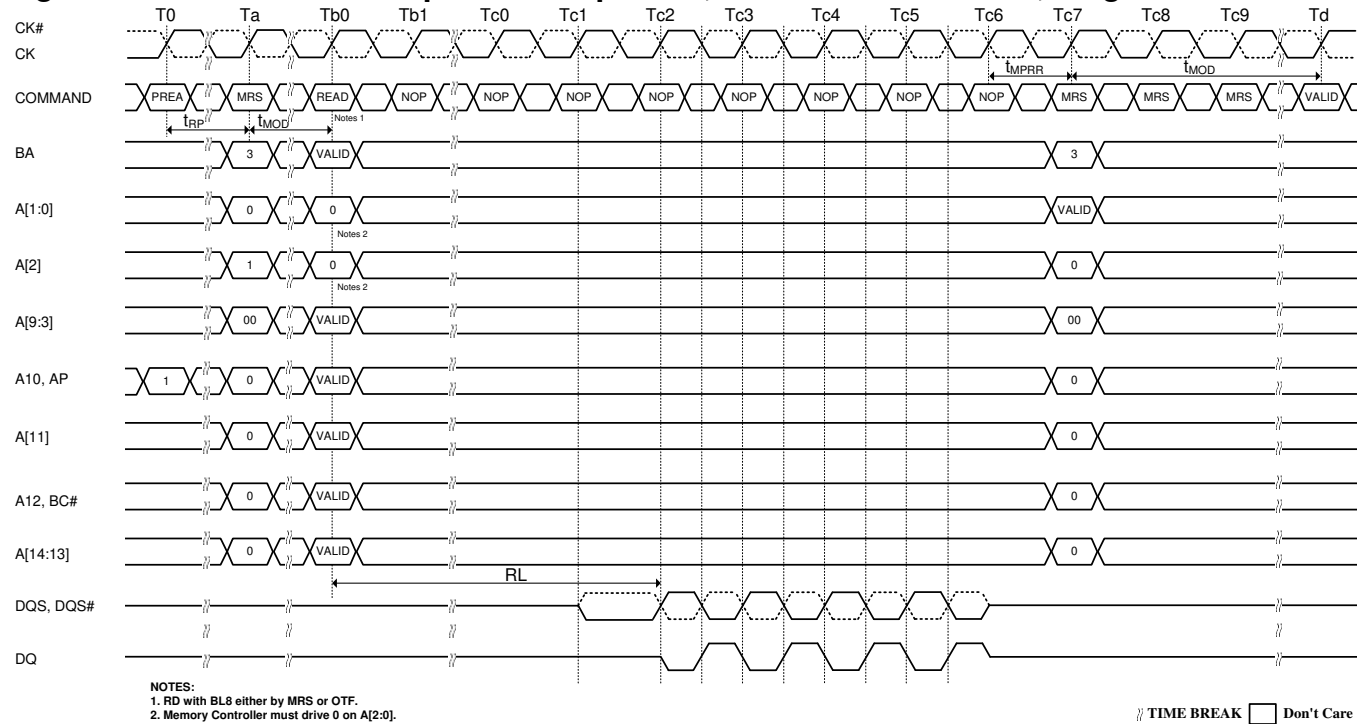 T0 Ta Tb0 Tb1 Tc0 Tc1 Tc2 Tc3 Tc4 Tc5 Tc6 Tc7 Tc8 Tc9 Td
CK#
CK
tMPRR tMOD
COMMAND PREA MRS READ NOP NOP NOP NOP NOP NOP NOP NOP MRS MRS MRS VALID
Notes 1
tRP tMOD
BA 3 VALID 3
A[1:0] 0 0 VALID
Notes 2
A[2] 1 0 0
Notes 2
A[9:3] 00 VALID 00
A10, AP 1 0 VALID 0
A[11] 0 VALID 0
A12, BC# 0 VALID 0
A[14:13] 0 VALID 0
RL
DQS, DQS#
DQ
NOTES:
1. RD with BL8 either by MRS or OTF.
2. Memory Controller must drive 0 on A[2:0].
TIME BREAK Don't Care